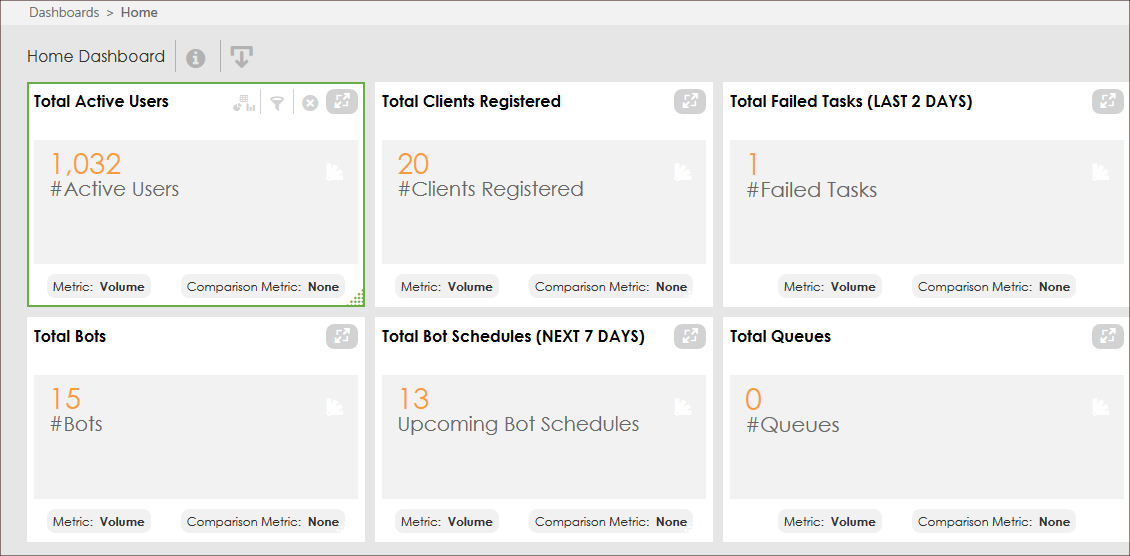 Dashboards > Home
Home Dashboard
Total Active Users
1,032
#Active Users
Metric: Volume
Comparison Metric: None
Total Clients Registered
20
#Clients Registered
Metric: Volume
Comparison Metric: None
Total Failed Tasks (LAST 2 DAYS)
1
#Failed Tasks
Metric: Volume
Comparison Metric: None
Total Bots
15
#Bots
Metric: Volume
Comparison Metric: None
Total Bot Schedules (NEXT 7 DAYS)
13
Upcoming Bot Schedules
Metric: Volume
Comparison Metric: None
Total Queues
0
#Queues
Metric: Volume
Comparison Metric: None